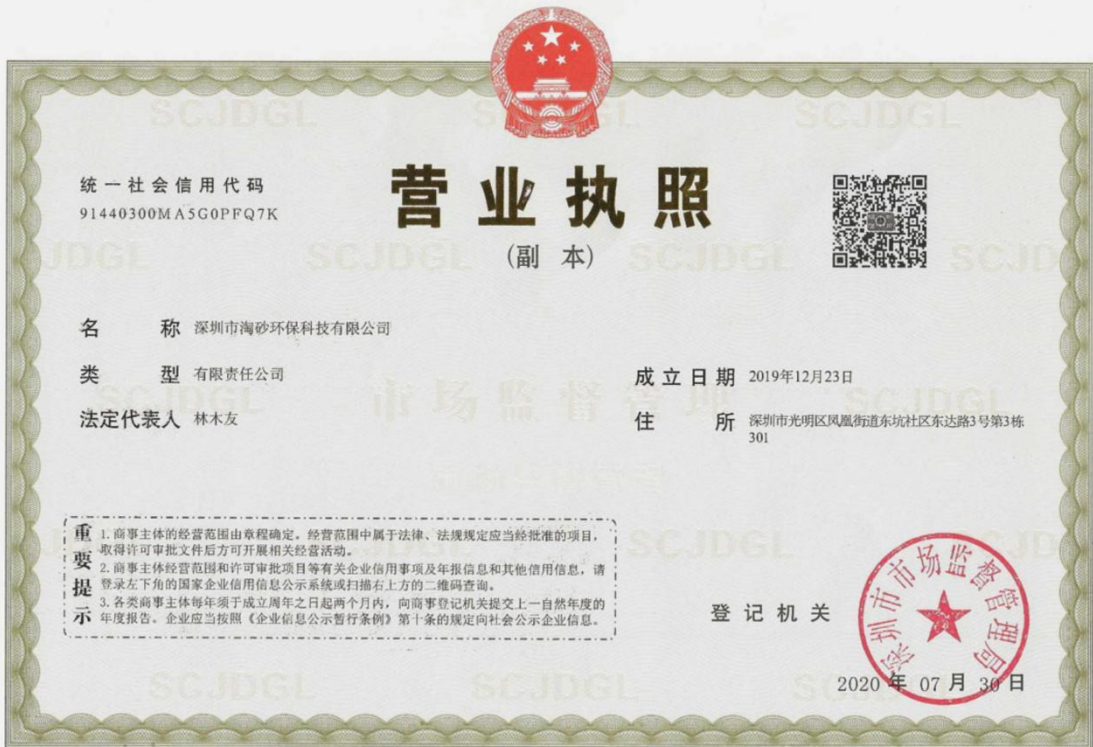 统一社会信用代码
91440300MA5G0PFQ7K
营业执照
(副 本)
名 称 深圳市淘砂环保科技有限公司
类 型 有限责任公司
法定代表人 林木友
成立日期 2019年12月23日
住 所 深圳市光明区凤凰街道东坑社区东达路3号第3栋
301
重要提示
1.商事主体的经营范围由章程确定。经营范围中属于法律、法规规定应当经批准的项目，
取得许可审批文件后方可开展相关经营活动。
2.商事主体经营范围和许可审批项目等有关企业信用事项及年报信息和其他信用信息，请
登录左下角的国家企业信用信息公示系统或扫描右上方的二维码查询。
3.各类商事主体每年须于成立周年之日起两个月内，向商事登记机关提交上一自然年度的
年度报告。企业应当按照《企业信息公示暂行条例》第十条的规定向社会公示企业信息。
登记机关
深圳市市场监督管理局
2020 年 07 月 30 日
SCJDGL
市场监督管理